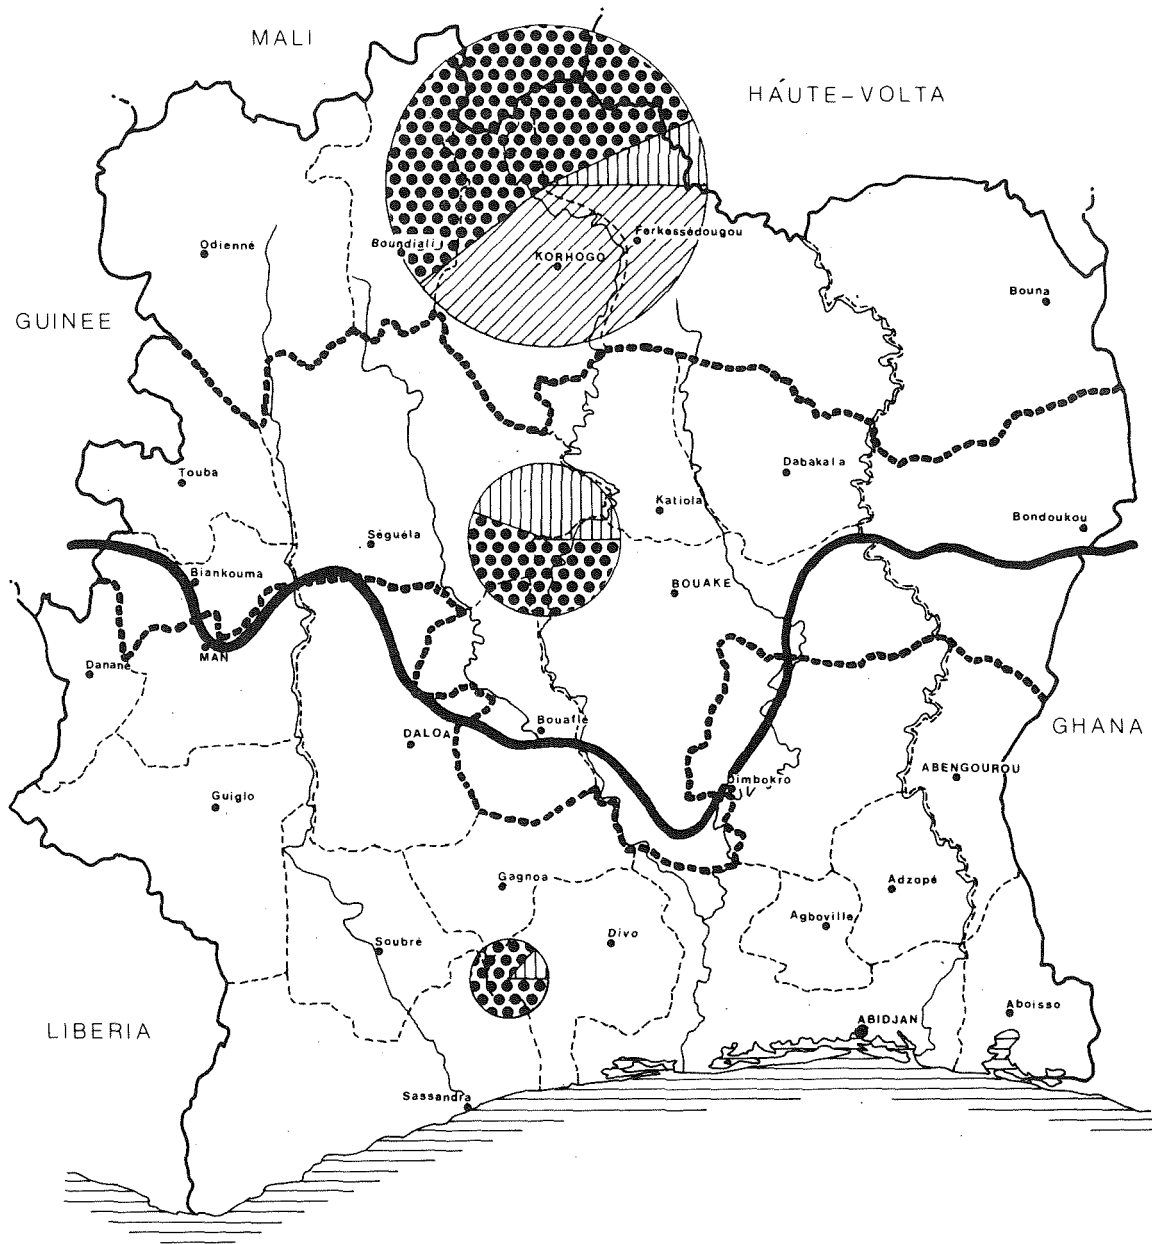 MALI
HAUTE-VOLTA
Ferkessédougou
Odienné
Boundiali
KORHOGO
Bouna
GUINEE
Touba
Dabakala
Katiola
Séguéla
Bondoukou
Biankouma
BOUAKE
MAN
Danané
Bouaflé
DALOA
GHANA
ABENGOUROU
Dimbokro
Guiglo
Gagnoa
Adzopé
Agboville
Divo
Soubré
Aboisso
ABIDJAN
LIBERIA
Sassandra